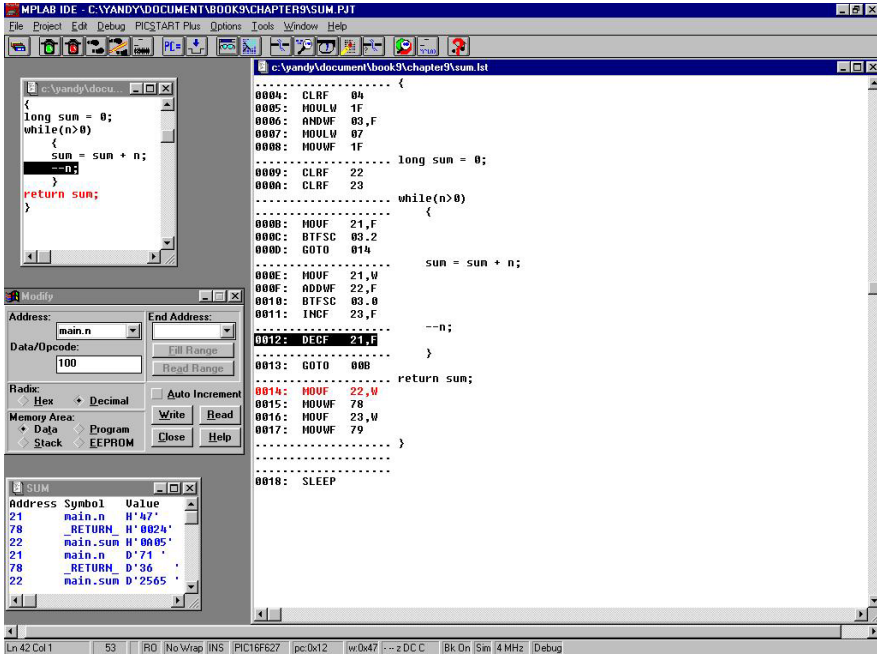 MPLAB IDE - C:\YANDY\DOCUMENT\BOOK9\CHAPTER9\SUM.PJT
File Project Edit Debug PICSTART Plus Options Tools Window Help
PC=
c:\yandy\docu...
{
long sum = 0;
while(n>0)
{
sum = sum + n;
--n;
}
return sum;
}
Modify
Address:
End Address:
main.n
Data/Opcode:
100
Fill Range
Read Range
Radix:
Hex Decimal
Auto Increment
Memory Area:
Data Program
Stack EEPROM
Write Read
Close Help
SUM
Address Symbol Value
21 main.n H'47'
78 _RETURN_ H'0024'
22 main.sum H'0A05'
21 main.n D'71 '
78 _RETURN_ D'36 '
22 main.sum D'2565 '
c:\yandy\document\book9\chapter9\sum.lst
.................... {
0004: CLRF 04
0005: MOVLW 1F
0006: ANDWF 03,F
0007: MOVLW 07
0008: MOVWF 1F
.................... long sum = 0;
0009: CLRF 22
000A: CLRF 23
.................... while(n>0)
.................... {
000B: MOVF 21,F
000C: BTFSC 03.2
000D: GOTO 014
.................... sum = sum + n;
000E: MOVF 21,W
000F: ADDWF 22,F
0010: BTFSC 03.0
0011: INCF 23,F
.................... --n;
0012: DECF 21,F
.................... }
0013: GOTO 00B
.................... return sum;
0014: MOVF 22,W
0015: MOVWF 78
0016: MOVF 23,W
0017: MOVWF 79
.................... }
....................
....................
0018: SLEEP
Ln 42 Col 1 53 RO No Wrap INS PIC16F627 pc:0x12 w:0x47 - -- z DC C Bk On Sim 4 MHz Debug